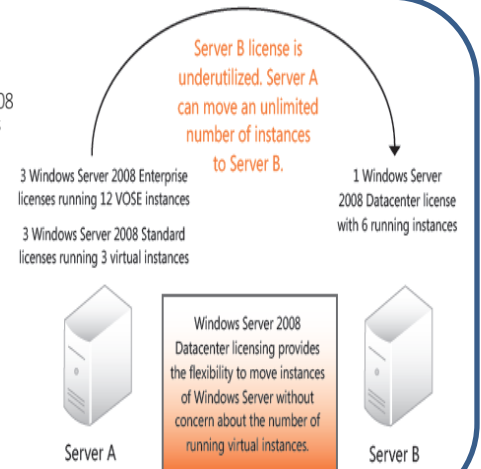 Server B license is
underutilized. Server A
can move an unlimited
number of instances
to Server B.
08
3 Windows Server 2008 Enterprise
licenses running 12 VOSE instances
3 Windows Server 2008 Standard
licenses running 3 virtual instances
1 Windows Server
2008 Datacenter license
with 6 running instances
Windows Server 2008
Datacenter licensing provides
the flexibility to move instances
of Windows Server without
concern about the number of
running virtual instances.
Server A
Server B